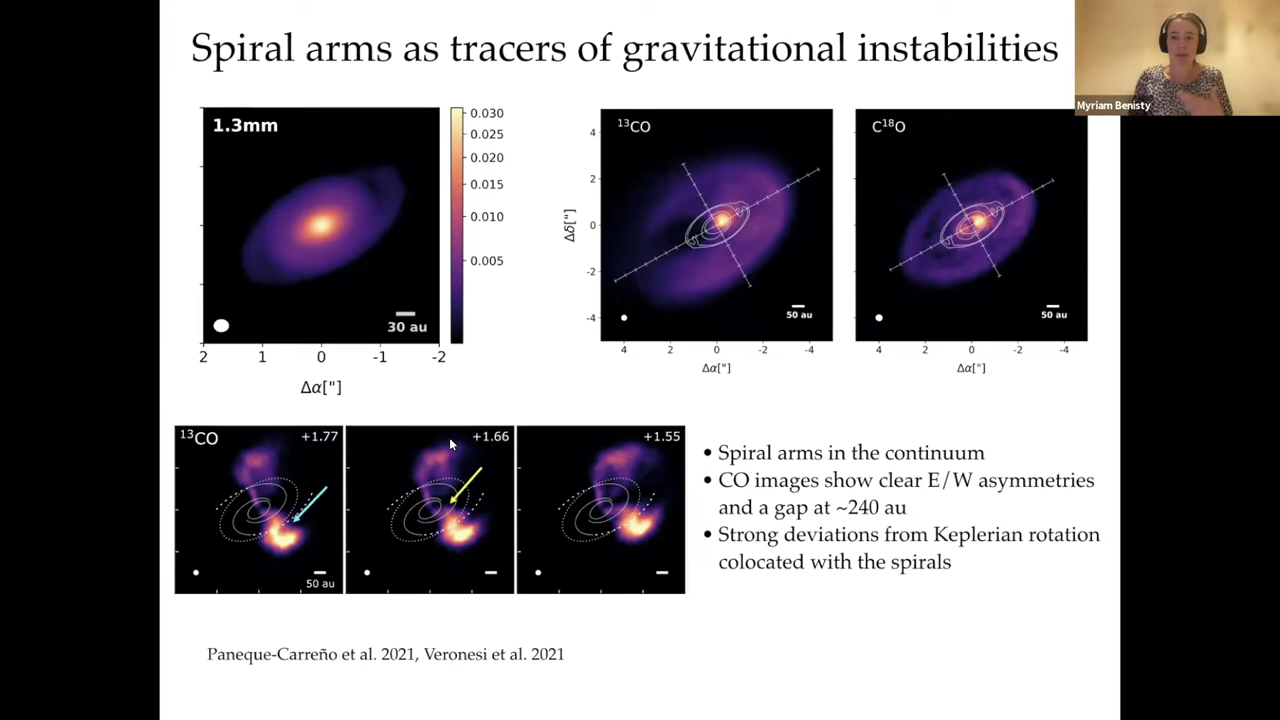 Spiral arms as tracers of gravitational instabilities
Myriam Benisty
1.3mm
0.030
0.025
0.020
0.015
0.010
0.005
30 au
2 1 0 -1 -2
Δα["]
¹³CO
4
2
0
-2
-4
Δδ["]
50 au
4 2 0 -2 -4
Δα["]
C¹⁸O
50 au
4 2 0 -2 -4
Δα["]
¹³CO +1.77
50 au
+1.66
+1.55
• Spiral arms in the continuum
• CO images show clear E/W asymmetries
and a gap at ~240 au
• Strong deviations from Keplerian rotation
colocated with the spirals
Paneque-Carreño et al. 2021, Veronesi et al. 2021